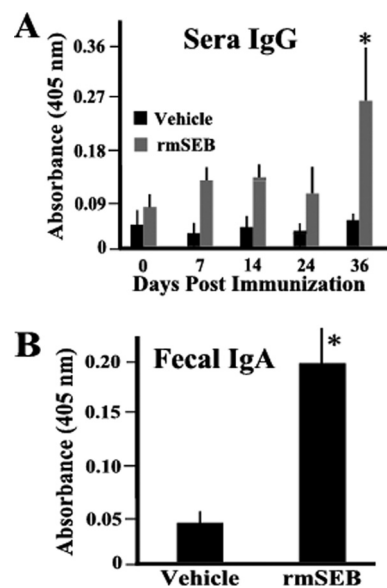 A
Sera IgG
*
0.36
0.27
0.18
0.09
0
Absorbance (405 nm)
Vehicle
rmSEB
0 7 14 24 36
Days Post Immunization
B
Fecal IgA
*
0.20
0.15
0.10
0.05
0
Absorbance (405 nm)
Vehicle rmSEB